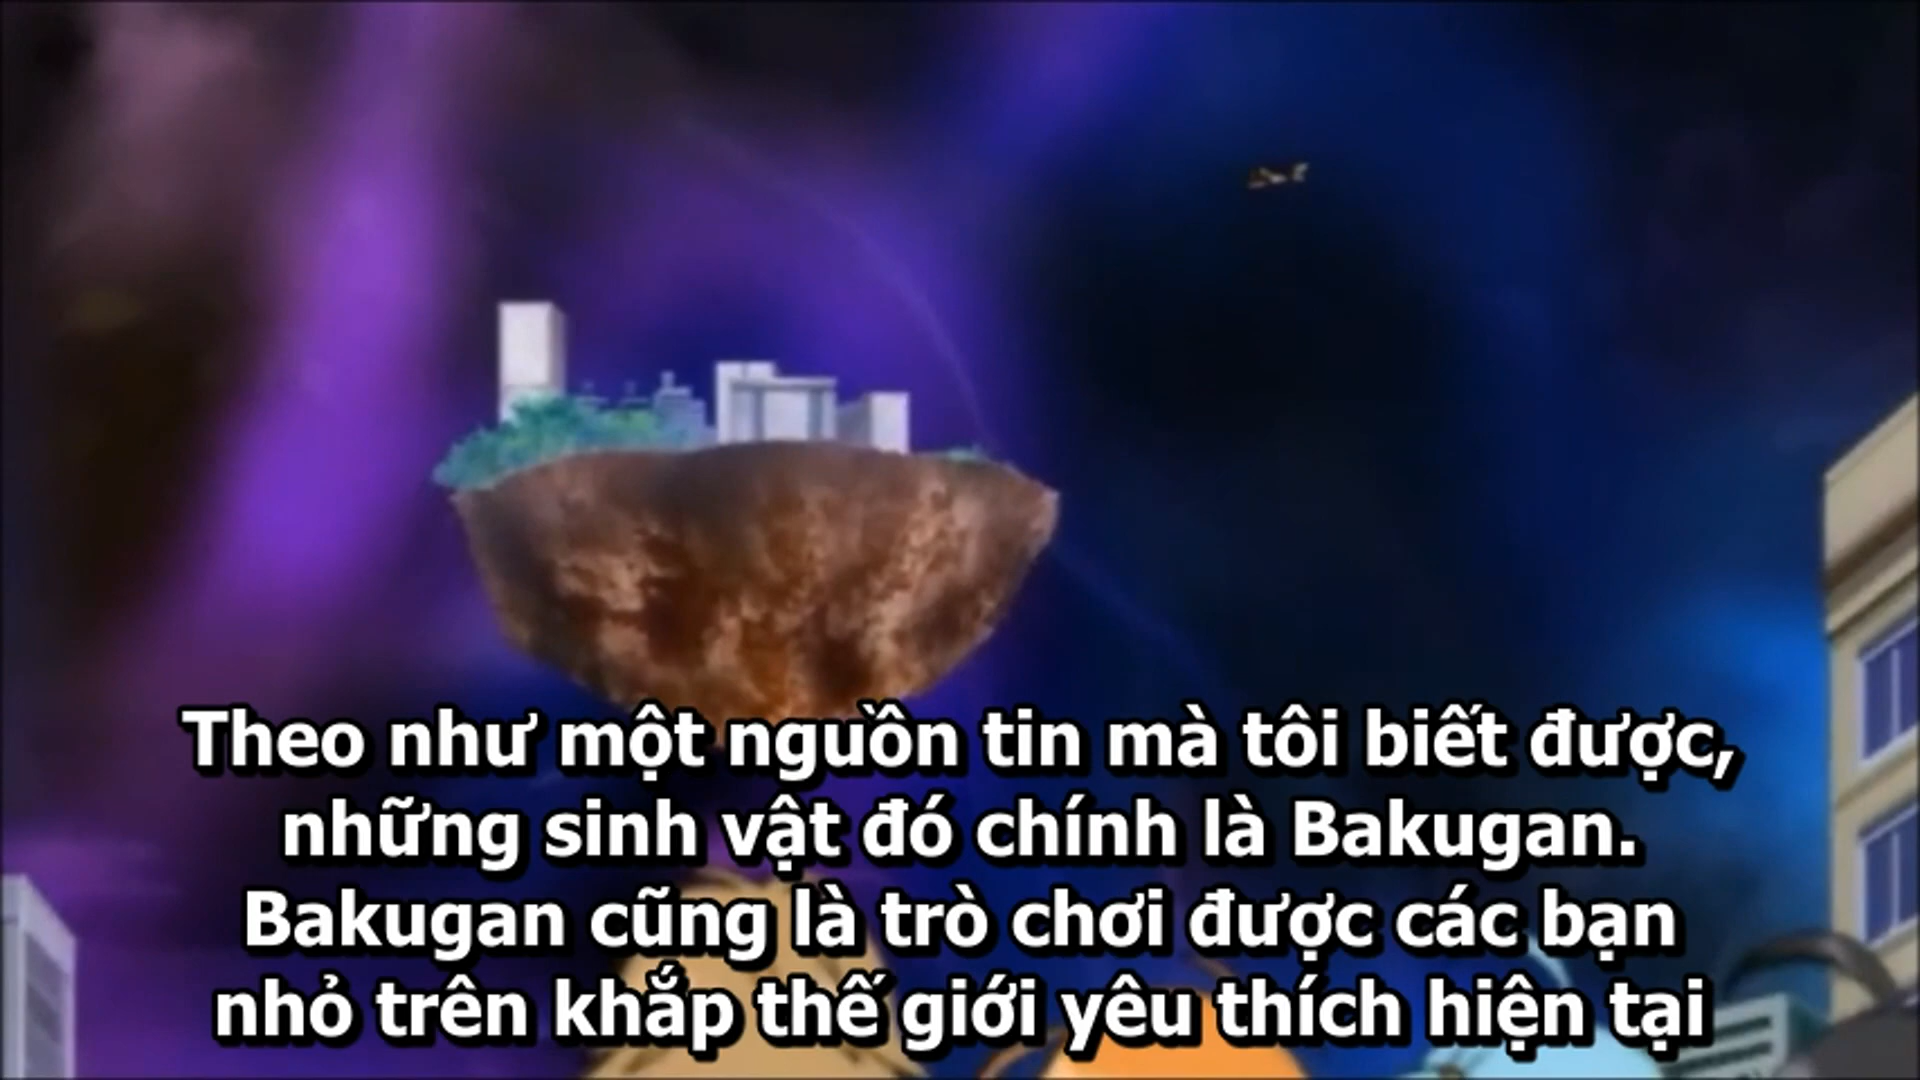 Theo như một nguồn tin mà tôi biết được,
những sinh vật đó chính là Bakugan.
Bakugan cũng là trò chơi được các bạn
nhỏ trên khắp thế giới yêu thích hiện tại